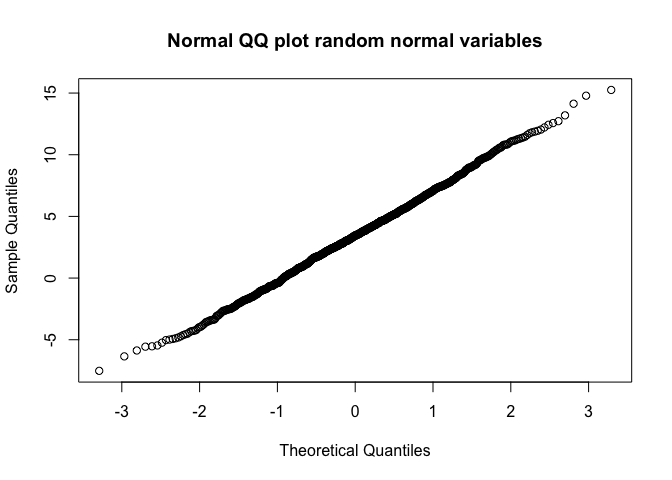 Normal QQ plot random normal variables
15
10
5
0
-5
Sample Quantiles
-3 -2 -1 0 1 2 3
Theoretical Quantiles